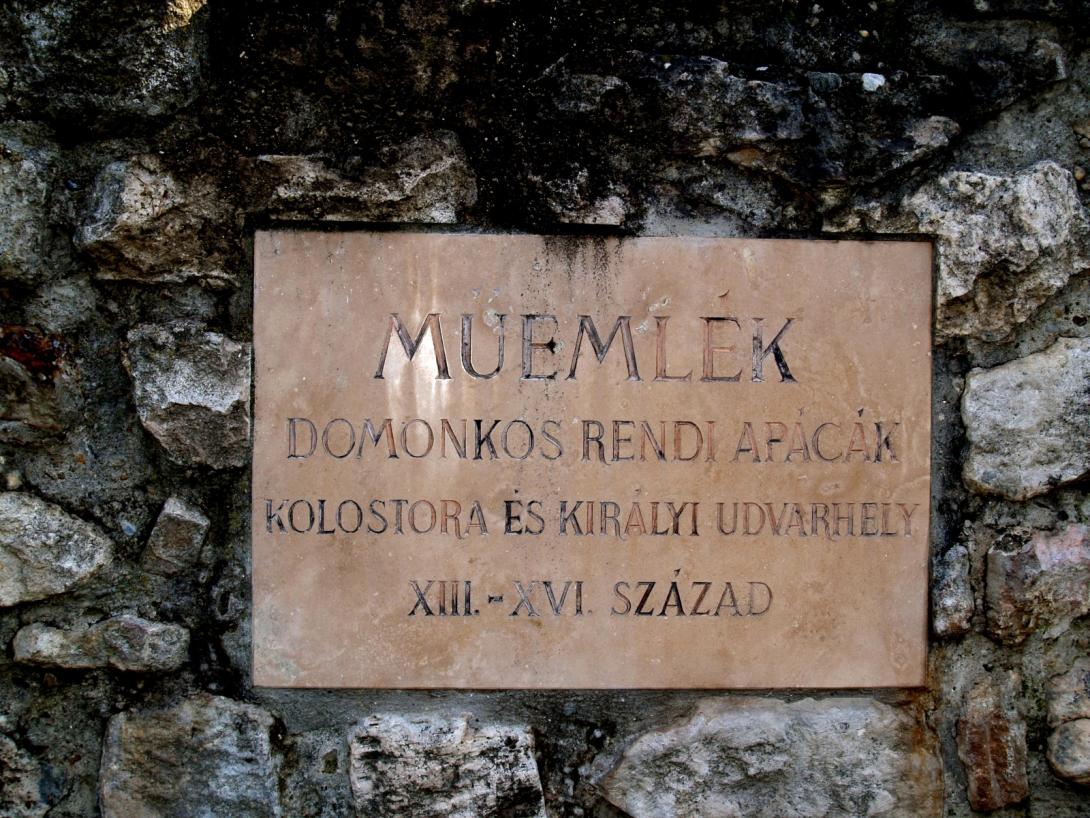 MŰEMLÉK
DOMONKOS RENDI APÁCÁK
KOLOSTORA ÉS KIRÁLYI UDVARHELY
XIII.-XVI. SZÁZAD